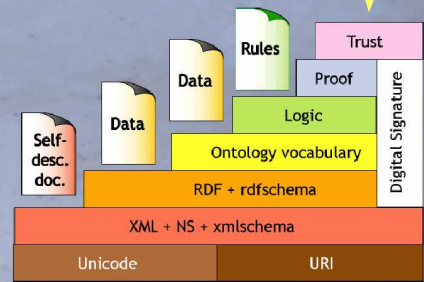 Trust
Rules
Proof
Data
Logic
Data
Digital Signature
Self-
desc.
doc.
Ontology vocabulary
RDF + rdfschema
XML + NS + xmlschema
Unicode
URI